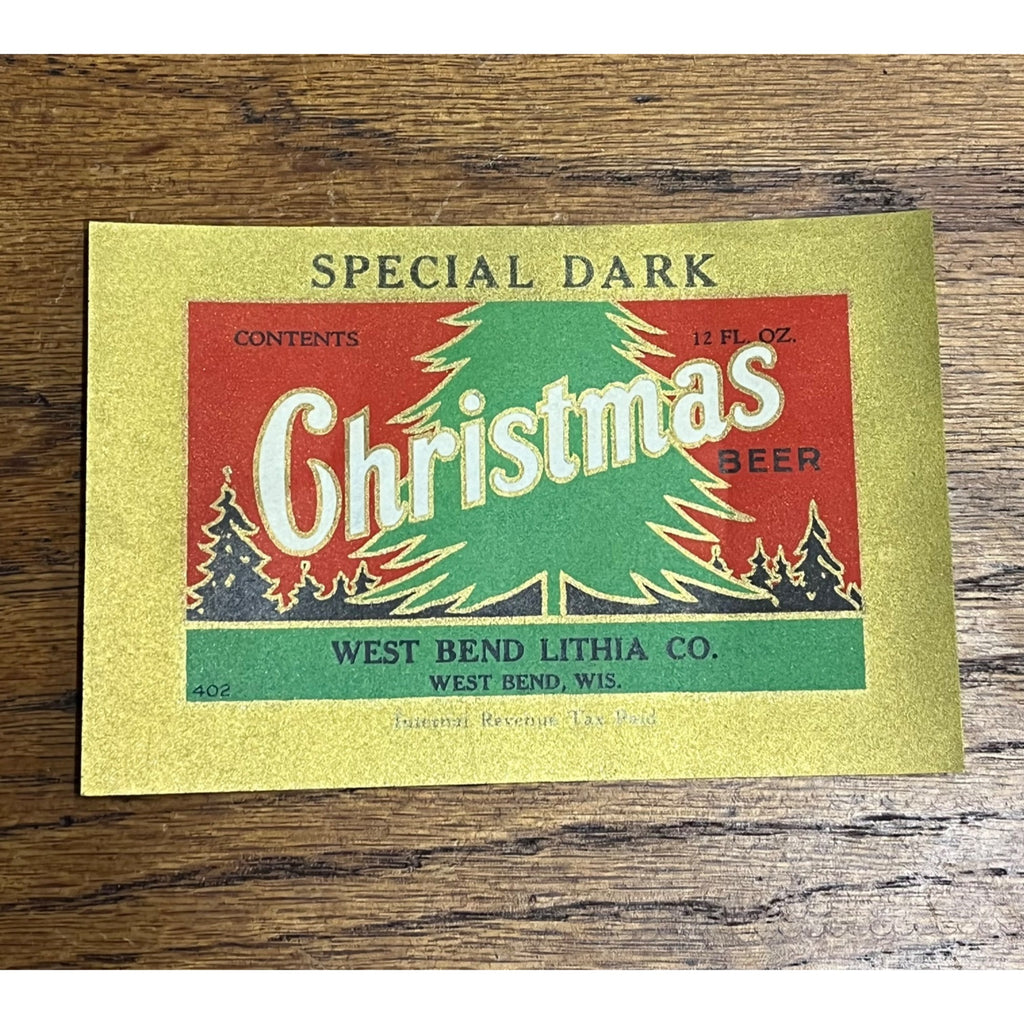 SPECIAL DARK
CONTENTS 12 FL. OZ.
Christmas
BEER
WEST BEND LITHIA CO.
402 WEST BEND, WIS.
Internal Revenue Tax Paid